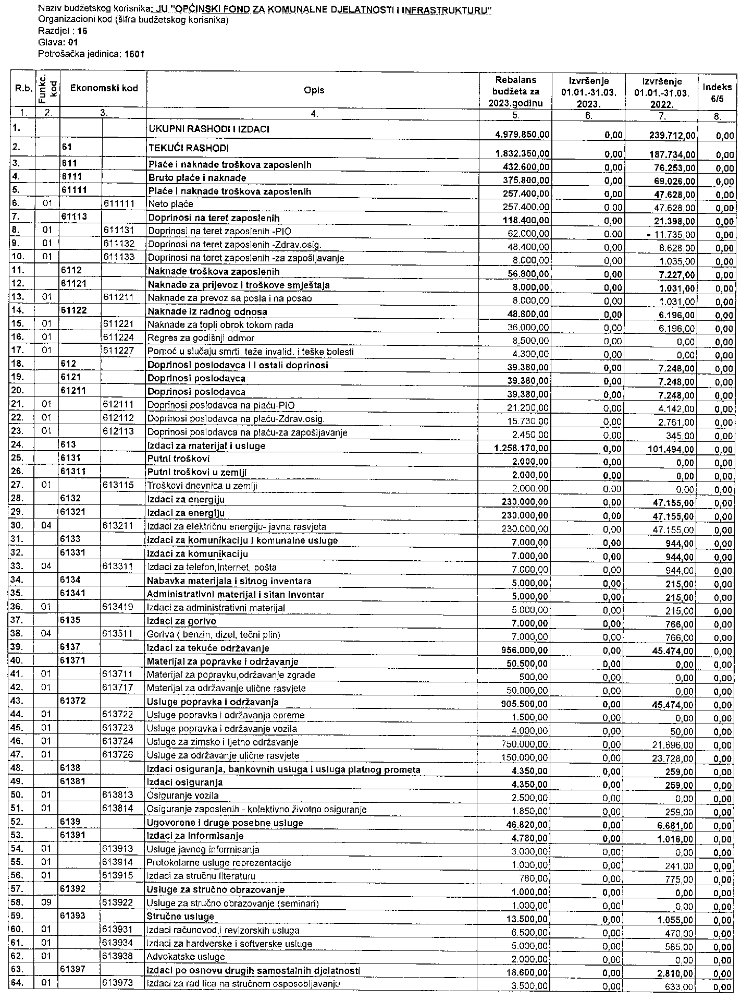 Naziv budžetskog korisnika: JU "OPĆINSKI FOND ZA KOMUNALNE DJELATNOSTI I INFRASTRUKTURU"
Organizacioni kod (šifra budžetskog korisnika)
Razdjel : 16
Glava: 01
Potrošačka jedinica: 1601
R.b. Funkc. kod Ekonomski kod Opis Rebalans budžeta za 2023.godinu Izvršenje 01.01.-31.03. 2023. Izvršenje 01.01.-31.03. 2022. Indeks 6/5
1. 2. 3. 4. 5. 6. 7. 8.
1. UKUPNI RASHODI I IZDACI 4.979.850,00 0,00 239.712,00 0,00
2. 61 TEKUĆI RASHODI 1.832.350,00 0,00 187.734,00 0,00
3. 611 Plaće i naknade troškova zaposlenih 432.600,00 0,00 76.253,00 0,00
4. 6111 Bruto plaće i naknade 375.800,00 0,00 69.026,00 0,00
5. 61111 Plaće i naknade troškova zaposlenih 257.400,00 0,00 47.628,00 0,00
6. 01 611111 Neto plaće 257.400,00 0,00 47.628,00 0,00
7. 61113 Doprinosi na teret zaposlenih 118.400,00 0,00 21.398,00 0,00
8. 01 611131 Doprinosi na teret zaposlenih -PIO 62.000,00 0,00 - 11.735,00 0,00
9. 01 611132 Doprinosi na teret zaposlenih -Zdrav.osig. 48.400,00 0,00 8.628,00 0,00
10. 01 611133 Doprinosi na teret zaposlenih -za zapošljavanje 8.000,00 0,00 1.035,00 0,00
11. 6112 Naknade troškova zaposlenih 56.800,00 0,00 7.227,00 0,00
12. 61121 Naknade za prijevoz i troškove smještaja 8.000,00 0,00 1.031,00 0,00
13. 01 611211 Naknade za prevoz sa posla i na posao 8.000,00 0,00 1.031,00 0,00
14. 61122 Naknade iz radnog odnosa 48.800,00 0,00 6.196,00 0,00
15. 01 611221 Naknade za topli obrok tokom rada 36.000,00 0,00 6.196,00 0,00
16. 01 611224 Regres za godišnji odmor 8.500,00 0,00 0,00 0,00
17. 01 611227 Pomoć u slučaju smrti, teže invalid. i teške bolesti 4.300,00 0,00 0,00 0,00
18. 612 Doprinosi poslodavca I I ostali doprinosi 39.380,00 0,00 7.248,00 0,00
19. 6121 Doprinosi poslodavca 39.380,00 0,00 7.248,00 0,00
20. 61211 Doprinosi poslodavca 39.380,00 0,00 7.248,00 0,00
21. 01 612111 Doprinosi poslodavca na plaću-PIO 21.200,00 0,00 4.142,00 0,00
22. 01 612112 Doprinosi poslodavca na plaću-Zdrav.osig. 15.730,00 0,00 2.761,00 0,00
23. 01 612113 Doprinosi poslodavca na plaću-za zapošljavanje 2.450,00 0,00 345,00 0,00
24. 613 Izdaci za materijal i usluge 1.258.170,00 0,00 101.494,00 0,00
25. 6131 Putni troškovi 2.000,00 0,00 0,00 0,00
26. 61311 Putni troškovi u zemlji 2.000,00 0,00 0,00 0,00
27. 01 613115 Troškovi dnevnica u zemlji 2.000,00 0,00 0,00 0,00
28. 6132 Izdaci za energiju 230.000,00 0,00 47.155,00 0,00
29. 61321 Izdaci za energiju 230.000,00 0,00 47.155,00 0,00
30. 04 613211 Izdaci za električnu energiju- javna rasvjeta 230.000,00 0,00 47.155,00 0,00
31. 6133 Izdaci za komunikaciju i komunalne usluge 7.000,00 0,00 944,00 0,00
32. 61331 Izdaci za komunikaciju 7.000,00 0,00 944,00 0,00
33. 04 613311 Izdaci za telefon,Internet, pošta 7.000,00 0,00 944,00 0,00
34. 6134 Nabavka materijala i sitnog inventara 5.000,00 0,00 215,00 0,00
35. 61341 Administrativni materijal i sitan inventar 5.000,00 0,00 215,00 0,00
36. 01 613419 Izdaci za administrativni materijal 5.000,00 0,00 215,00 0,00
37. 6135 Izdaci za gorivo 7.000,00 0,00 766,00 0,00
38. 04 613511 Goriva ( benzin, dizel, tečni plin) 7.000,00 0,00 766,00 0,00
39. 6137 Izdaci za tekuće održavanje 956.000,00 0,00 45.474,00 0,00
40. 61371 Materijal za popravke i održavanje 50.500,00 0,00 0,00 0,00
41. 01 613711 Materijal za popravku,održavanje zgrade 500,00 0,00 0,00 0,00
42. 01 613717 Materijal za održavanje ulične rasvjete 50.000,00 0,00 0,00 0,00
43. 61372 Usluge popravka i održavanja 905.500,00 0,00 45.474,00 0,00
44. 01 613722 Usluge popravka i održavanja opreme 1.500,00 0,00 0,00 0,00
45. 01 613723 Usluge popravka i održavanje vozila 4.000,00 0,00 50,00 0,00
46. 01 613724 Usluge za zimsko i ljetno održavanje 750.000,00 0,00 21.696,00 0,00
47. 01 613726 Usluge za održavanje ulične rasvjete 150.000,00 0,00 23.728,00 0,00
48. 6138 Izdaci osiguranja, bankovnih usluga i usluga platnog prometa 4.350,00 0,00 259,00 0,00
49. 61381 Izdaci osiguranja 4.350,00 0,00 259,00 0,00
50. 01 613813 Osiguranje vozila 2.500,00 0,00 0,00 0,00
51. 01 613814 Osiguranje zaposlenih - kolektivno životno osiguranje 1.850,00 0,00 259,00 0,00
52. 6139 Ugovorene i druge posebne usluge 46.820,00 0,00 6.681,00 0,00
53. 61391 Izdaci za informisanje 4.780,00 0,00 1.016,00 0,00
54. 01 613913 Usluge javnog informisanja 3.000,00 0,00 0,00 0,00
55. 01 613914 Protokolarne usluge reprezentacije 1.000,00 0,00 241,00 0,00
56. 01 613915 Izdaci za stručnu literaturu 780,00 0,00 775,00 0,00
57. 61392 Usluge za stručno obrazovanje 1.000,00 0,00 0,00 0,00
58. 09 613922 Usluge za stručno obrazovanje (seminari) 1.000,00 0,00 0,00 0,00
59. 61393 Stručne usluge 13.500,00 0,00 1.055,00 0,00
60. 01 613931 Izdaci računovod.i revizorskih usluga 6.500,00 0,00 470,00 0,00
61. 01 613934 Izdaci za hardverske i softverske usluge 5.000,00 0,00 585,00 0,00
62. 01 613938 Advokatske usluge 2.000,00 0,00 0,00 0,00
63. 61397 Izdaci po osnovu drugih samostalnih djelatnosti 18.600,00 0,00 2.810,00 0,00
64. 01 613973 Izdaci za rad lica na stručnom osposobljavanju 3.500,00 0,00 633,00 0,00